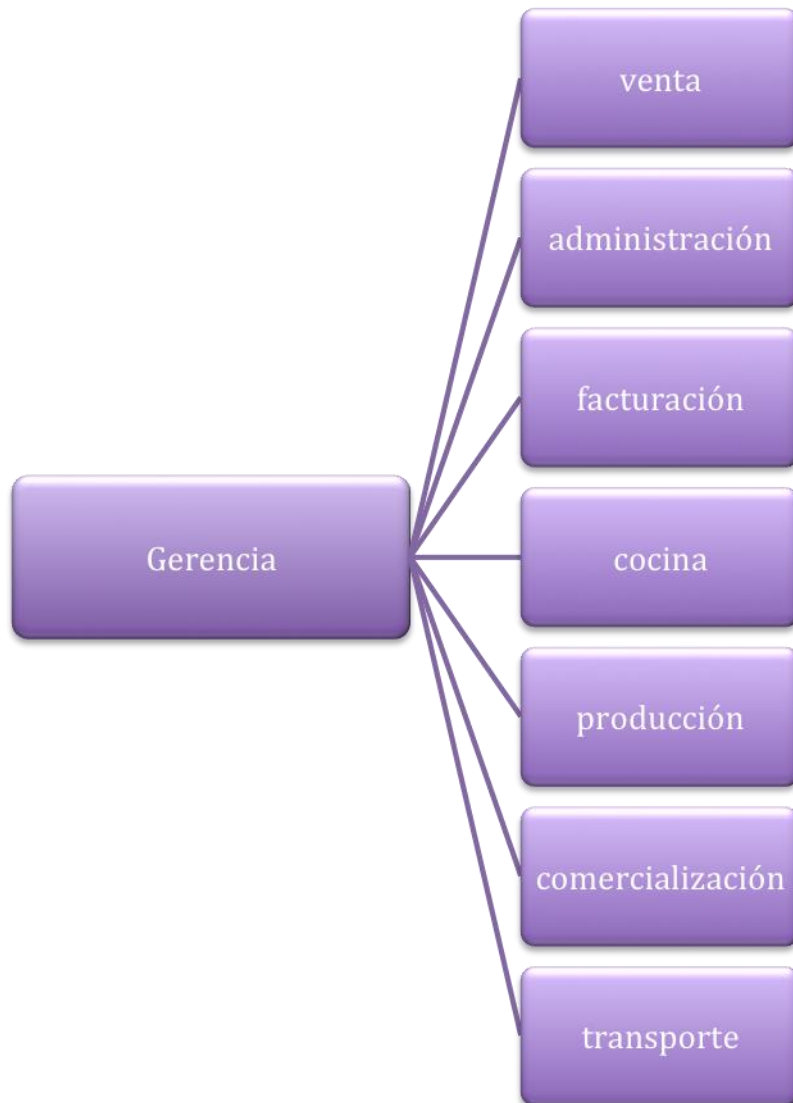 venta
administración
facturación
Gerencia
cocina
producción
comercialización
transporte